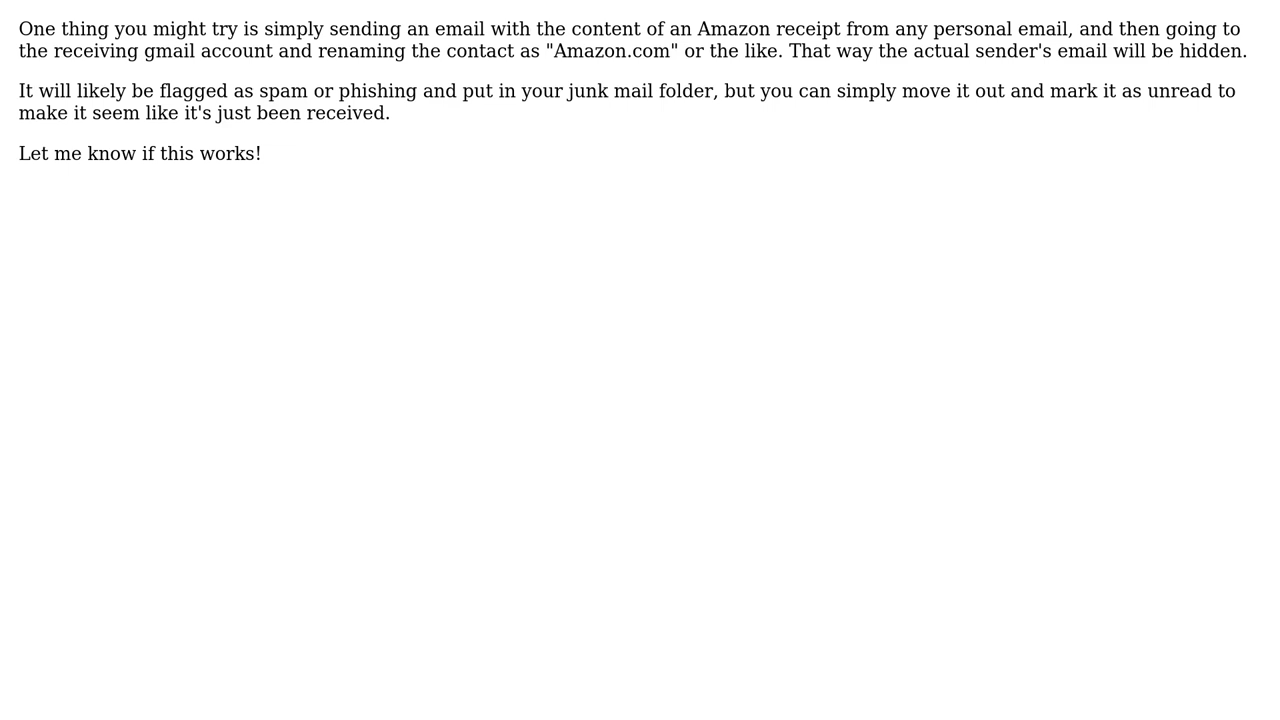 One thing you might try is simply sending an email with the content of an Amazon receipt from any personal email, and then going to
the receiving gmail account and renaming the contact as "Amazon.com" or the like. That way the actual sender's email will be hidden.
It will likely be flagged as spam or phishing and put in your junk mail folder, but you can simply move it out and mark it as unread to
make it seem like it's just been received.
Let me know if this works!